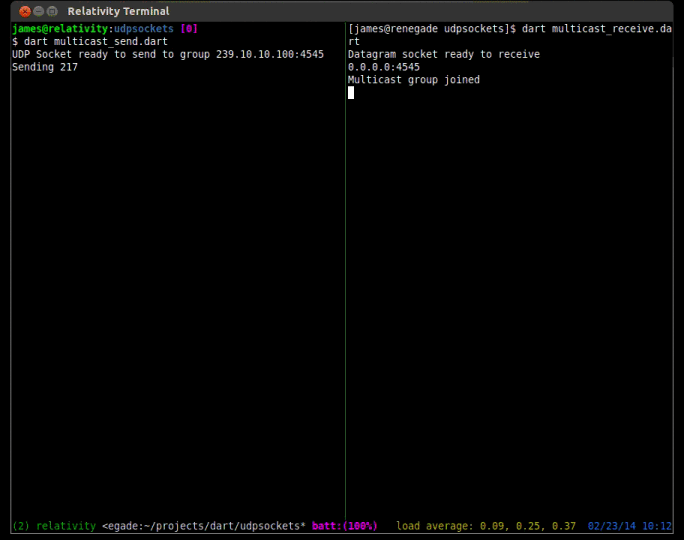 Relativity Terminal
james@relativity:udpsockets [0]
$ dart multicast_send.dart
UDP Socket ready to send to group 239.10.10.100:4545
Sending 217
[james@renegade udpsockets]$ dart multicast_receive.da
rt
Datagram socket ready to receive
0.0.0.0:4545
Multicast group joined
(2) relativity <egade:~/projects/dart/udpsockets* batt:(100%) load average: 0.09, 0.25, 0.37 02/23/14 10:12